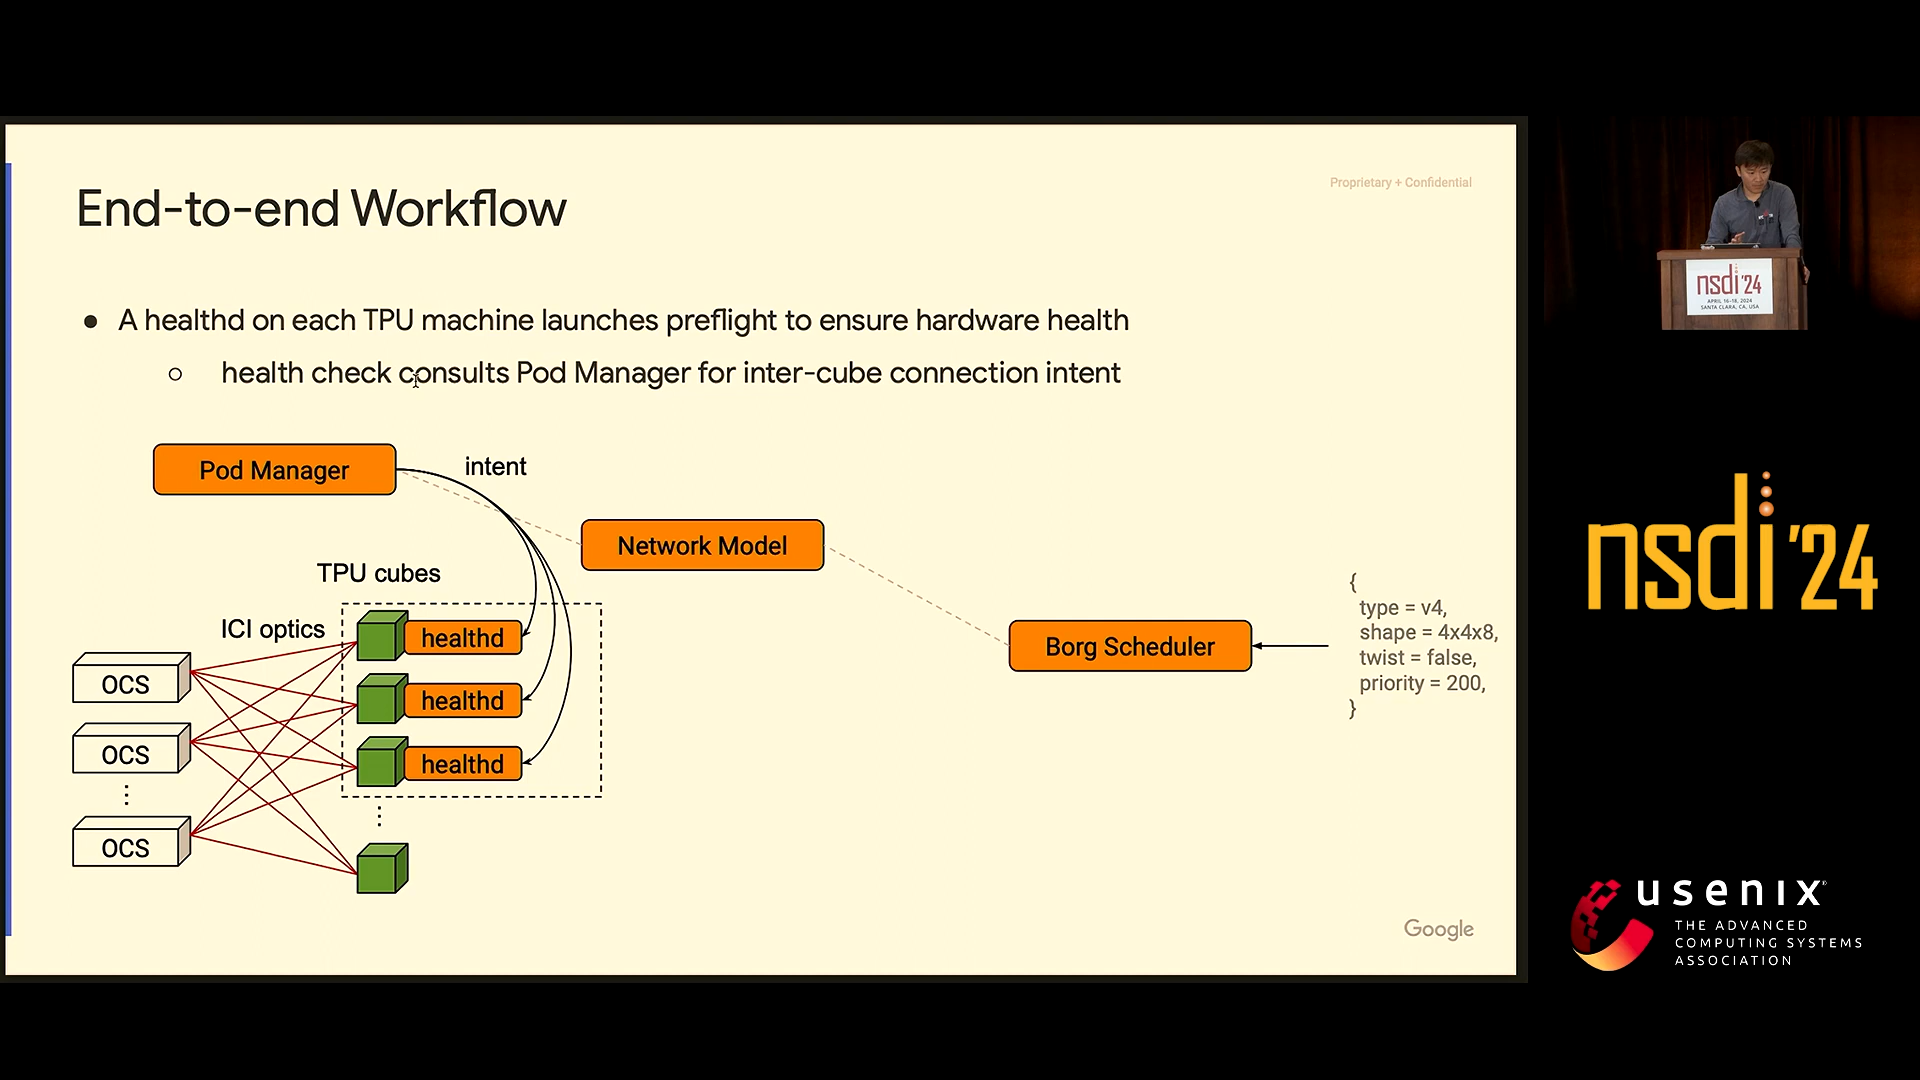 End-to-end Workflow
Proprietary + Confidential
● A healthd on each TPU machine launches preflight to ensure hardware health
○ health check consults Pod Manager for inter-cube connection intent
Pod Manager
intent
Network Model
TPU cubes
ICI optics
healthd
healthd
healthd
OCS
OCS
OCS
Borg Scheduler
{
type = v4,
shape = 4x4x8,
twist = false,
priority = 200,
}
Google
nsdi '24
APRIL 16-18, 2024
SANTA CLARA, CA, USA
nsdi '24
usenix
THE ADVANCED
COMPUTING SYSTEMS
ASSOCIATION